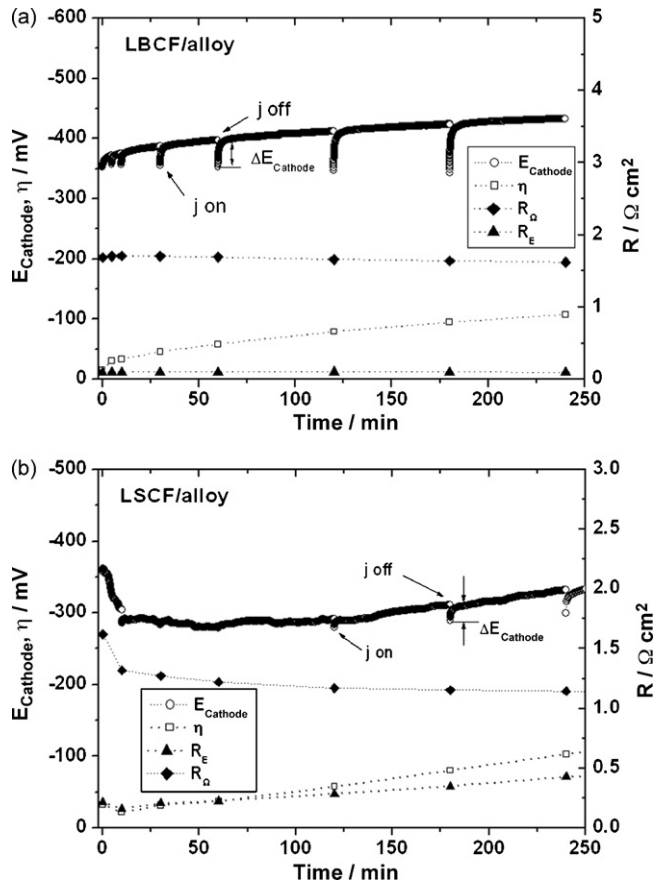 (a)
LBCF/alloy
-600
-500
-400
-300
-200
-100
0
E_Cathode, η / mV
5
4
3
2
1
0
R / Ω cm²
j off
j on
ΔE_Cathode
E_Cathode
η
R_Ω
R_E
0 50 100 150 200 250
Time / min
(b)
LSCF/alloy
-500
-400
-300
-200
-100
0
E_Cathode, η / mV
3.0
2.5
2.0
1.5
1.0
0.5
0.0
R / Ω cm²
j off
j on
ΔE_Cathode
E_Cathode
η
R_E
R_Ω
0 50 100 150 200 250
Time / min